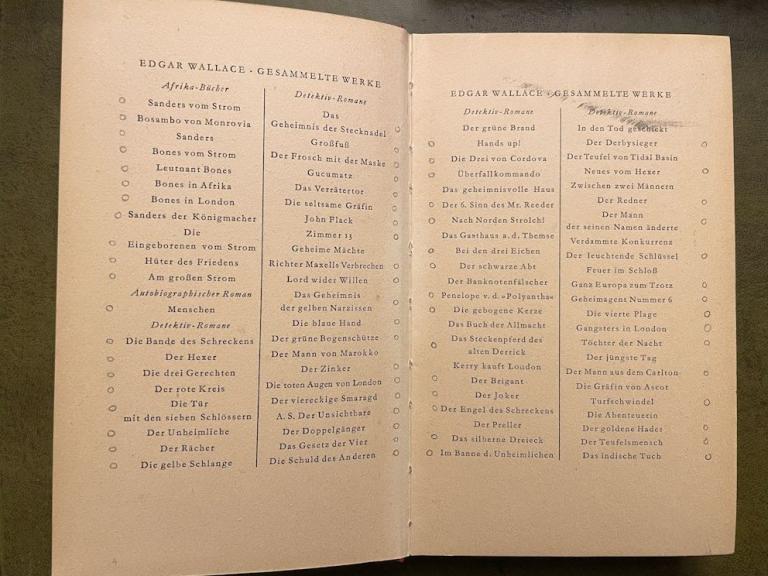 EDGAR WALLACE · GESAMMELTE WERKE
Afrika-Bücher
Sanders vom Strom
Bosambo von Monrovia
Sanders
Bones vom Strom
Leutnant Bones
Bones in Afrika
Bones in London
Sanders der Königmacher
Die
Eingeborenen vom Strom
Hüter des Friedens
Am großen Strom
Autobiographischer Roman
Menschen
Detektiv-Romane
Die Bande des Schreckens
Der Hexer
Die drei Gerechten
Der rote Kreis
Die Tür
mit den sieben Schlössern
Der Unheimliche
Der Rächer
Die gelbe Schlange
Detektiv-Romane
Das
Geheimnis der Stecknadel
Großfuß
Der Frosch mit der Maske
Gucumatz
Das Verrätertor
Die seltsame Gräfin
John Flack
Zimmer 13
Geheime Mächte
Richter Maxells Verbrechen
Lord wider Willen
Das Geheimnis
der gelben Narzissen
Die blaue Hand
Der grüne Bogenschütze
Der Mann von Marokko
Der Zinker
Die toten Augen von London
Der viereckige Smaragd
A. S. Der Unsichtbare
Der Doppelgänger
Das Gesetz der Vier
Die Schuld des Anderen
4
EDGAR WALLACE · GESAMMELTE WERKE
Detektiv-Romane
Der grüne Brand
Hands up!
Die Drei von Cordova
Überfallkommando
Das geheimnisvolle Haus
Der 6. Sinn des Mr. Reeder
Nach Norden Strolch!
Das Gasthaus a. d. Themse
Bei den drei Eichen
Der schwarze Abt
Der Banknotenfälscher
Penelope v. d. »Polyantha«
Die gebogene Kerze
Das Buch der Allmacht
Das Steckenpferd des
alten Derrick
Kerry kauft London
Der Brigant
Der Joker
Der Engel des Schreckens
Der Preller
Das silberne Dreieck
Im Banne d. Unheimlichen
Detektiv-Romane
In den Tod geschickt
Der Derbysieger
Der Teufel von Tidal Basin
Neues vom Hexer
Zwischen zwei Männern
Der Redner
Der Mann
der seinen Namen änderte
Verdammte Konkurrenz
Der leuchtende Schlüssel
Feuer im Schloß
Ganz Europa zum Trotz
Geheimagent Nummer 6
Die vierte Plage
Gangsters in London
Töchter der Nacht
Der jüngste Tag
Der Mann aus dem Carlton
Die Gräfin von Ascot
Turfschwindel
Die Abenteuerin
Der goldene Hades
Der Teufelsmensch
Das indische Tuch